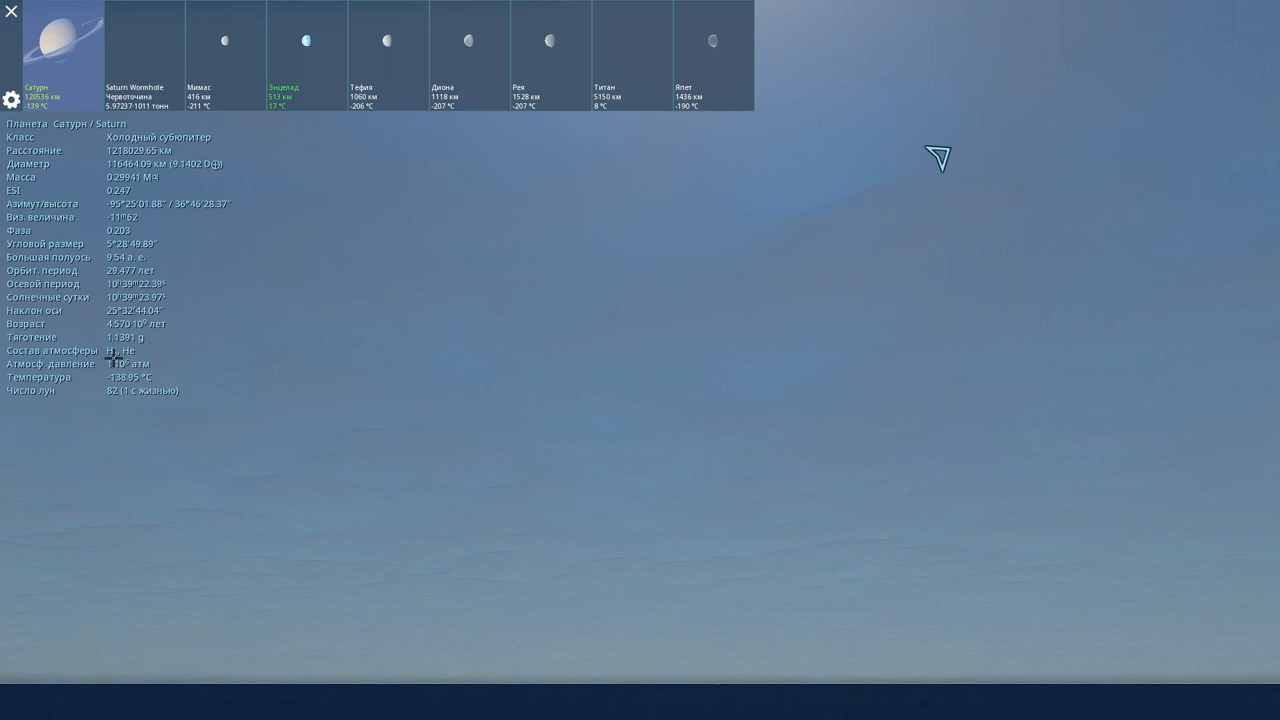 Сатурн
120536 км
-139 °C
Saturn Wormhole
Червоточина
5.97237·1011 тонн
Мимас
416 км
-211 °C
Энцелад
513 км
17 °C
Тефия
1060 км
-206 °C
Диона
1118 км
-207 °C
Рея
1528 км
-207 °C
Титан
5150 км
8 °C
Япет
1436 км
-190 °C
Планета Сатурн / Saturn
Класс Холодный субюпитер
Расстояние 1218029.65 км
Диаметр 116464.09 км (9.1402 D⊕)
Масса 0.29941 M♃
ESI 0.247
Азимут/высота -95°25'01.88" / 36°46'28.37"
Виз. величина -11ᵐ62
Фаза 0.203
Угловой размер 5°28'49.89"
Большая полуось 9.54 а. е.
Орбит. период 29.477 лет
Осевой период 10ʰ39ᵐ22.39ˢ
Солнечные сутки 10ʰ39ᵐ23.97ˢ
Наклон оси 25°32'44.04"
Возраст 4.570·10⁹ лет
Тяготение 1.1391 g
Состав атмосферы He
Атмосф. давление атм
Температура -138.95 °C
Число лун 82 (1 с жизнью)